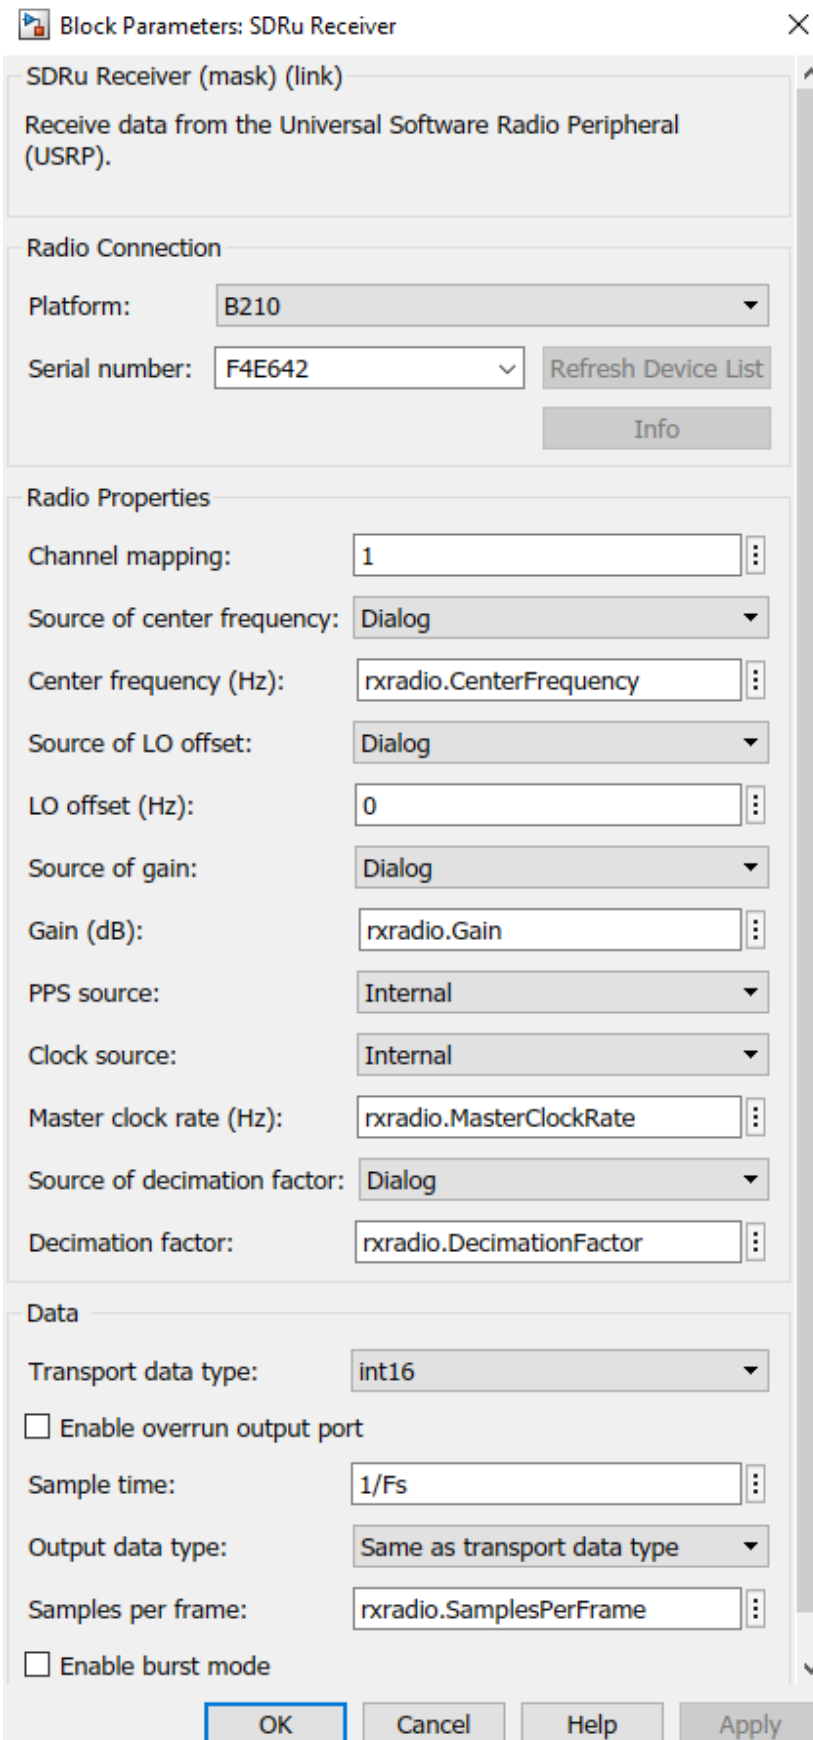 Block Parameters: SDRu Receiver
SDRu Receiver (mask) (link)
Receive data from the Universal Software Radio Peripheral
(USRP).
Radio Connection
Platform: B210
Serial number: F4E642 Refresh Device List
Info
Radio Properties
Channel mapping: 1
Source of center frequency: Dialog
Center frequency (Hz): rxradio.CenterFrequency
Source of LO offset: Dialog
LO offset (Hz): 0
Source of gain: Dialog
Gain (dB): rxradio.Gain
PPS source: Internal
Clock source: Internal
Master clock rate (Hz): rxradio.MasterClockRate
Source of decimation factor: Dialog
Decimation factor: rxradio.DecimationFactor
Data
Transport data type: int16
Enable overrun output port
Sample time: 1/Fs
Output data type: Same as transport data type
Samples per frame: rxradio.SamplesPerFrame
Enable burst mode
OK Cancel Help Apply